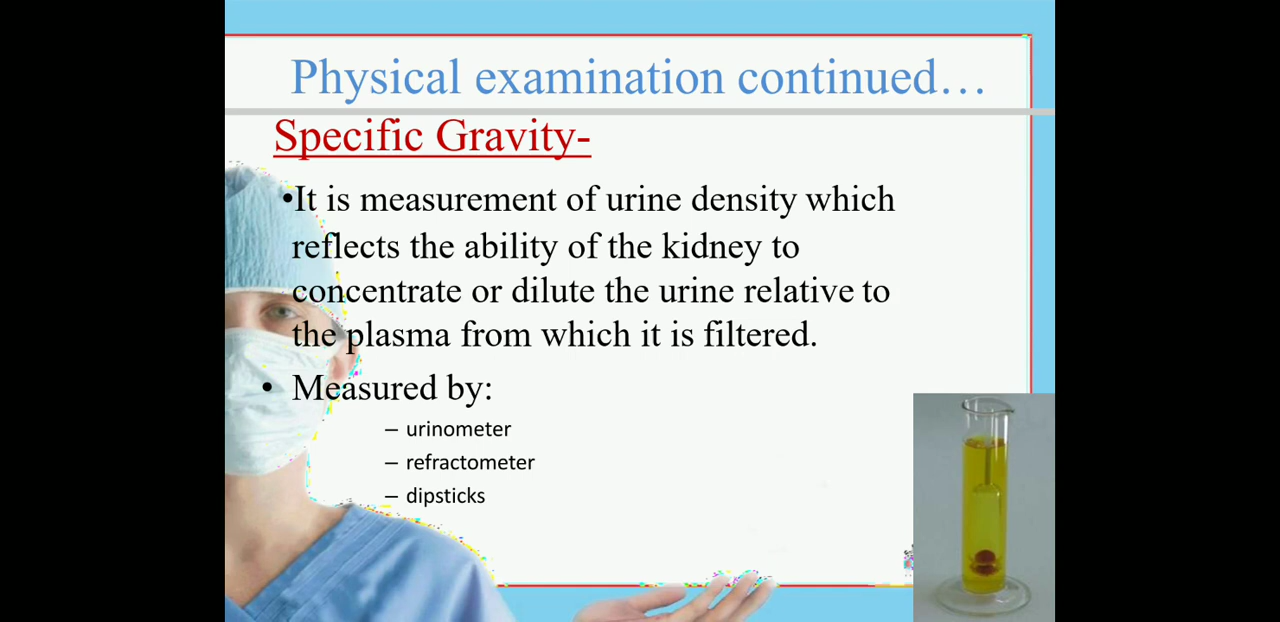 Physical examination continued…
Specific Gravity-
•It is measurement of urine density which
reflects the ability of the kidney to
concentrate or dilute the urine relative to
the plasma from which it is filtered.
• Measured by:
– urinometer
– refractometer
– dipsticks